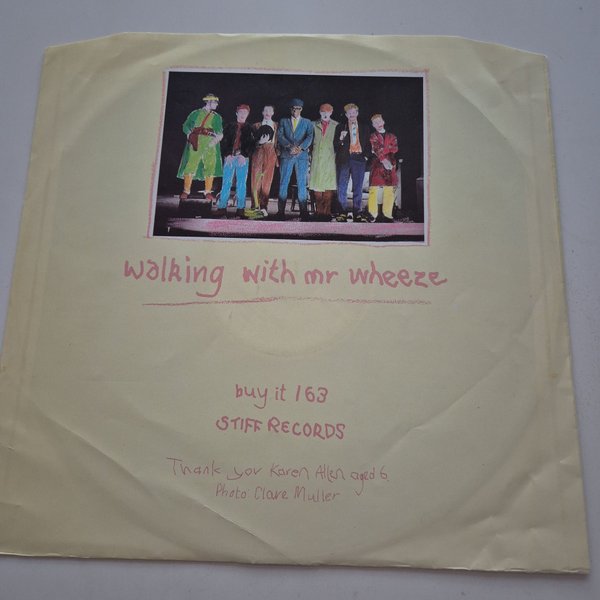 walking with mr wheeze
buy it 163
STIFF RECORDS
Thank you Karen Allen aged 6
Photo Clare Muller